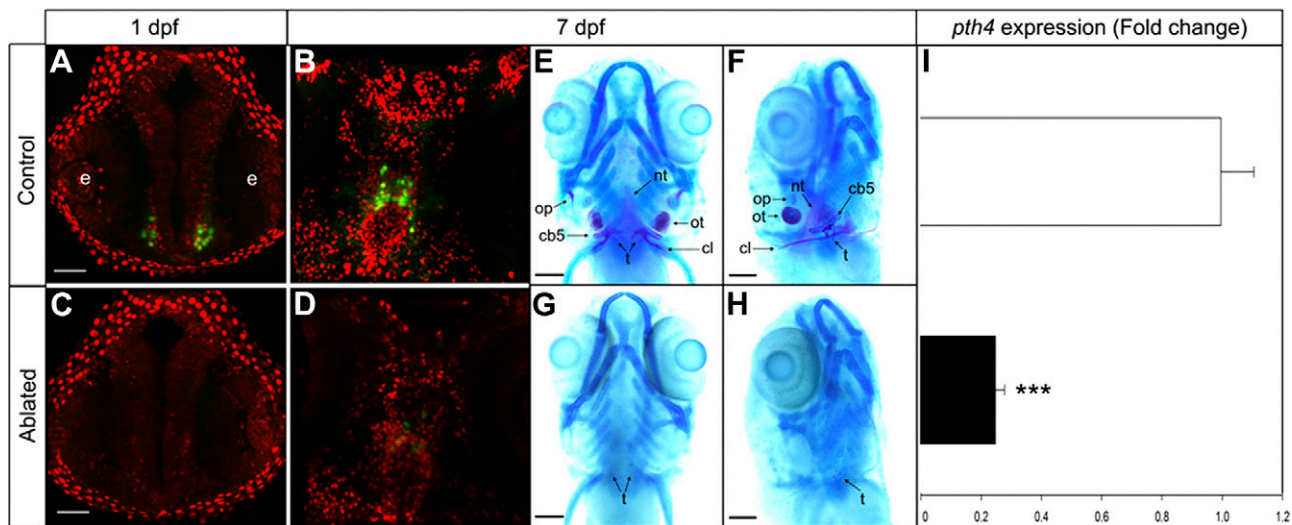 1 dpf
7 dpf
pth4 expression (Fold change)
Control
A
e
e
B
E
nt
op
ot
cb5
cl
t
F
nt
cb5
op
ot
cl
t
I
Ablated
C
D
G
t
H
t
***
0
0.2
0.4
0.6
0.8
1.0
1.2